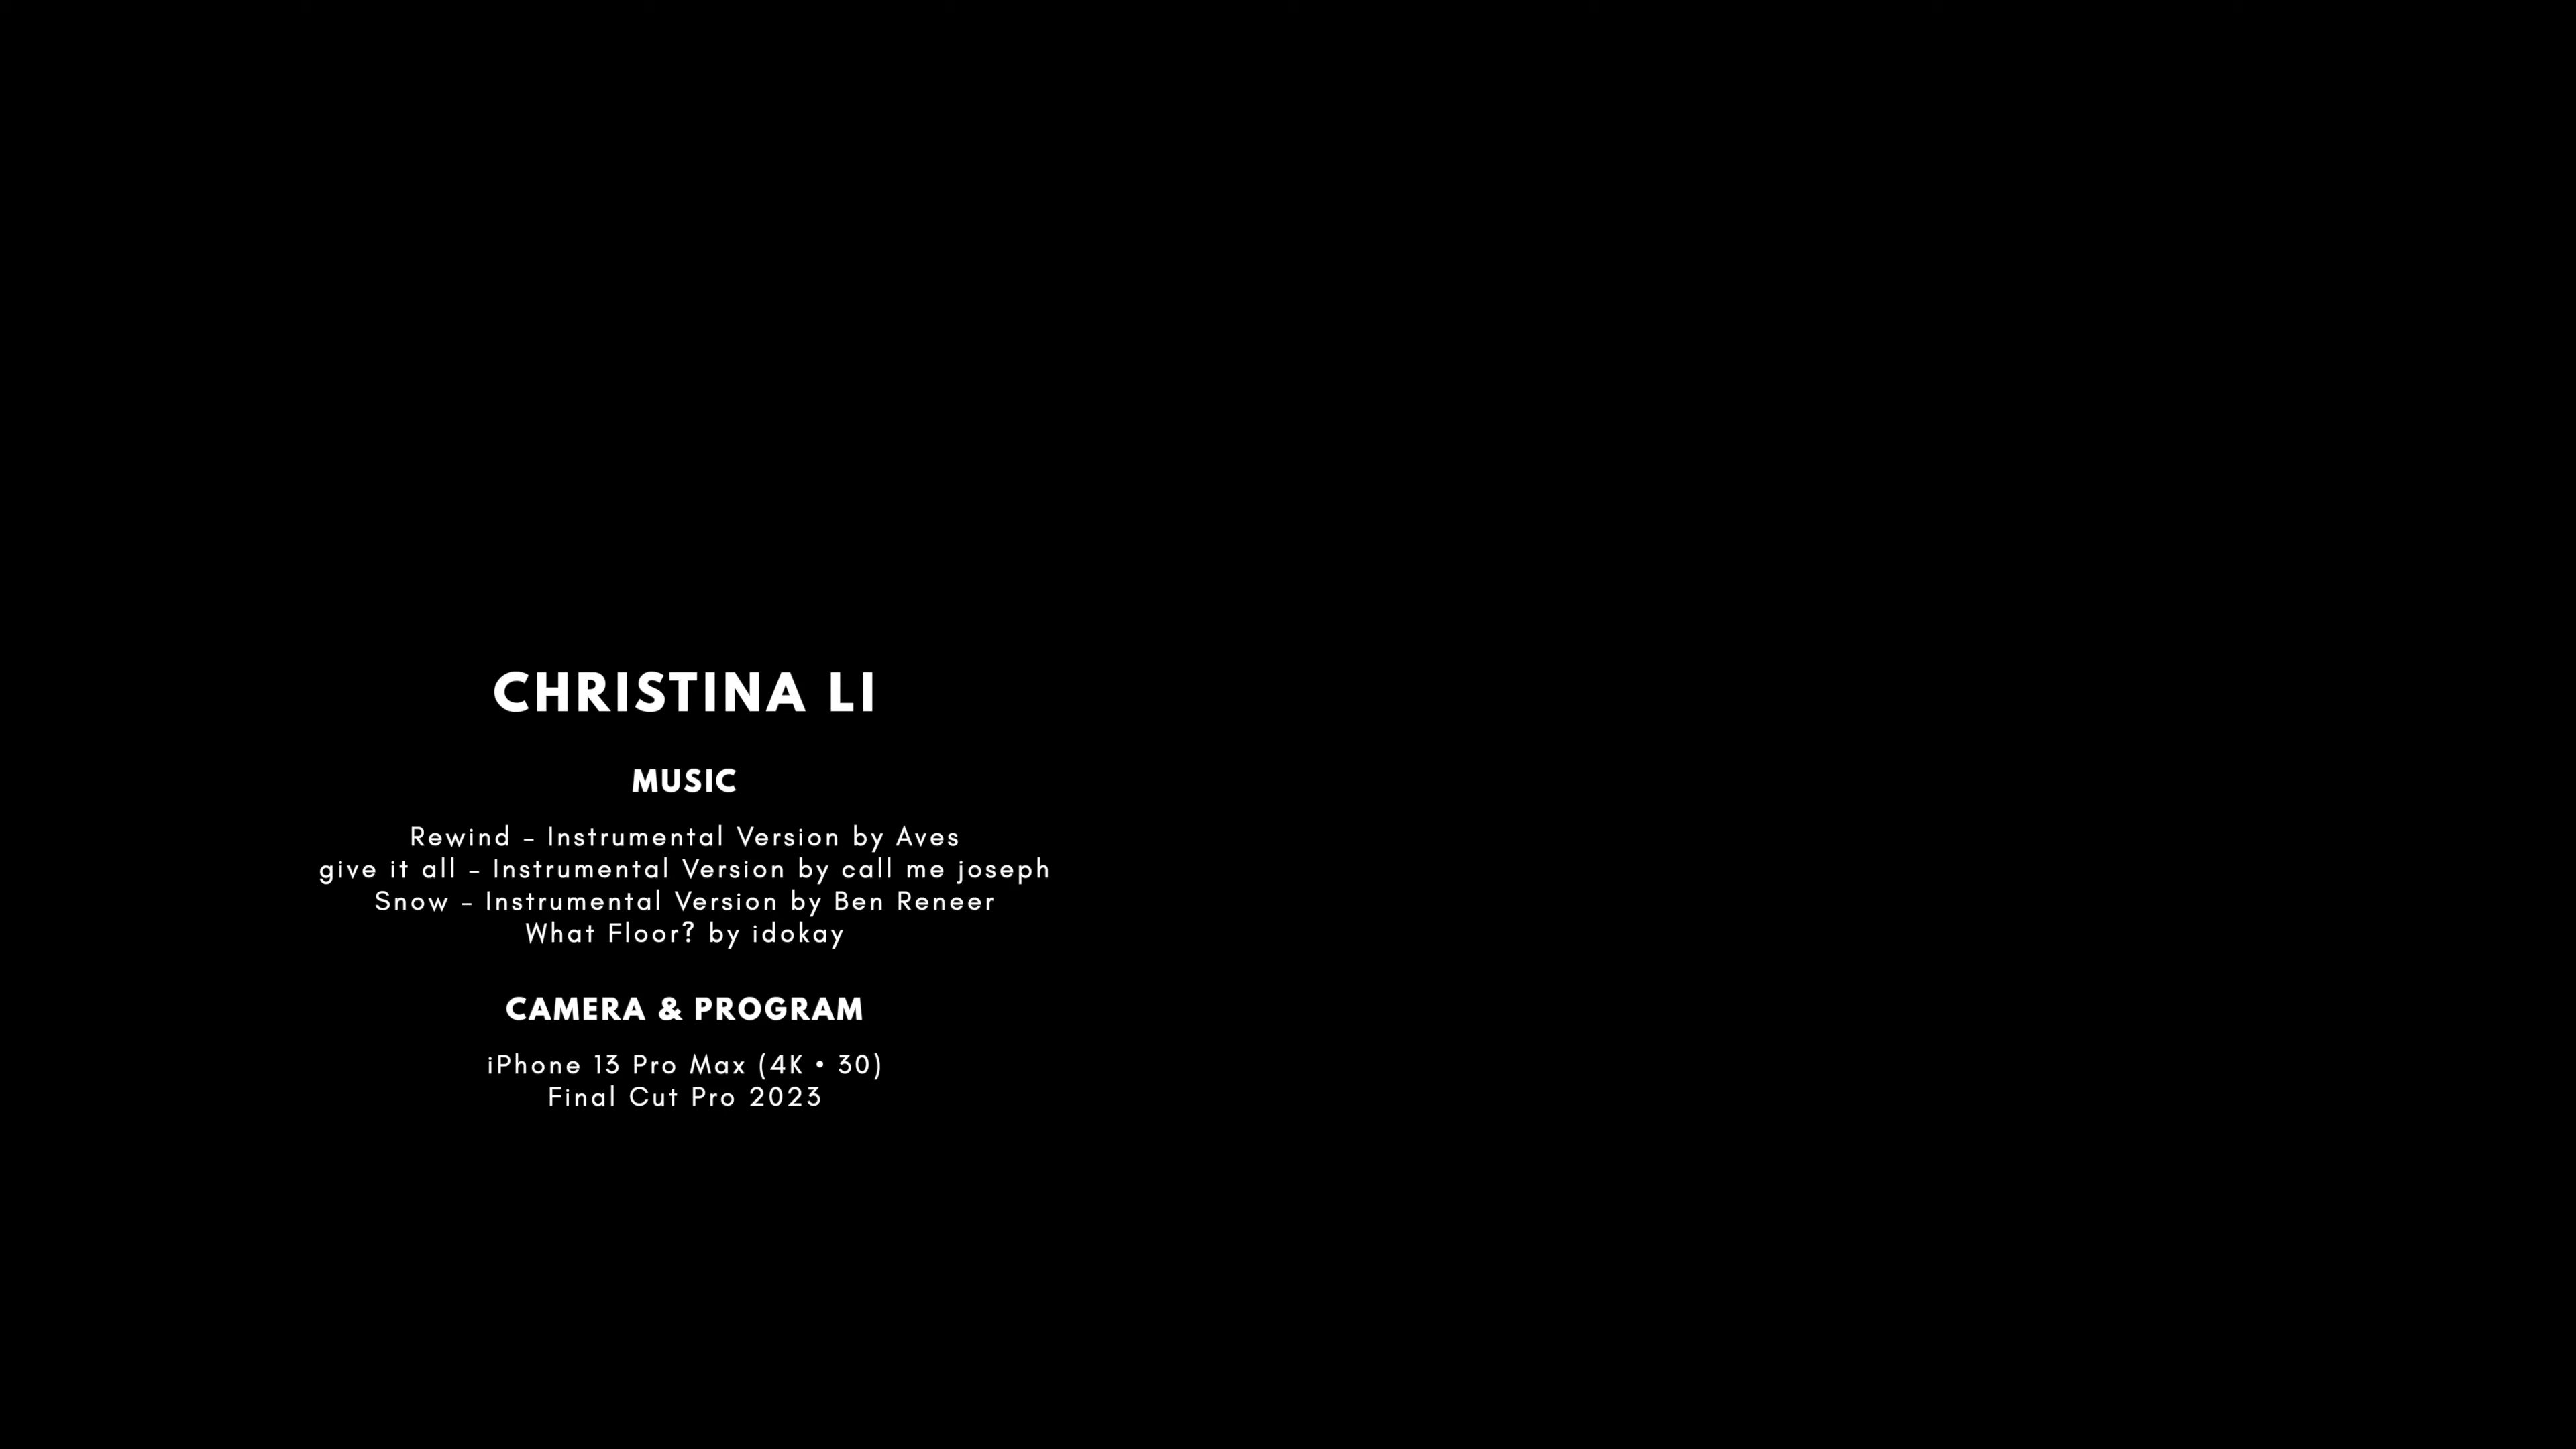 CHRISTINA LI
MUSIC
Rewind - Instrumental Version by Aves
give it all - Instrumental Version by call me joseph
Snow - Instrumental Version by Ben Reneer
What Floor? by idokay
CAMERA & PROGRAM
iPhone 13 Pro Max (4K • 30)
Final Cut Pro 2023